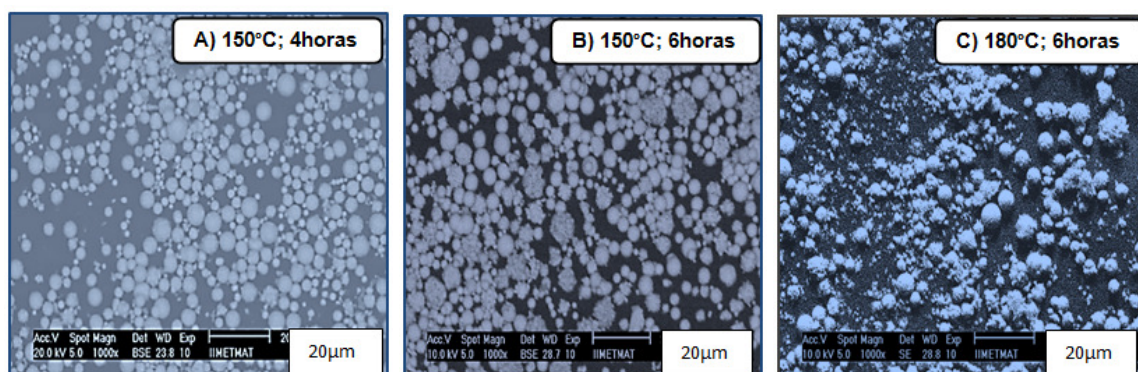 A) 150°C; 4horas
Acc.V Spot Magn Det WD Exp 20
20.0 kV 5.0 1000x BSE 23.8 10 IIMETMAT
20µm
B) 150°C; 6horas
Acc.V Spot Magn Det WD Exp
10.0 kV 5.0 1000x BSE 28.7 10 IIMETMAT
20µm
C) 180°C; 6horas
Acc.V Spot Magn Det WD Exp
10.0 kV 5.0 1000x SE 28.8 10 IIMETMAT
20µm